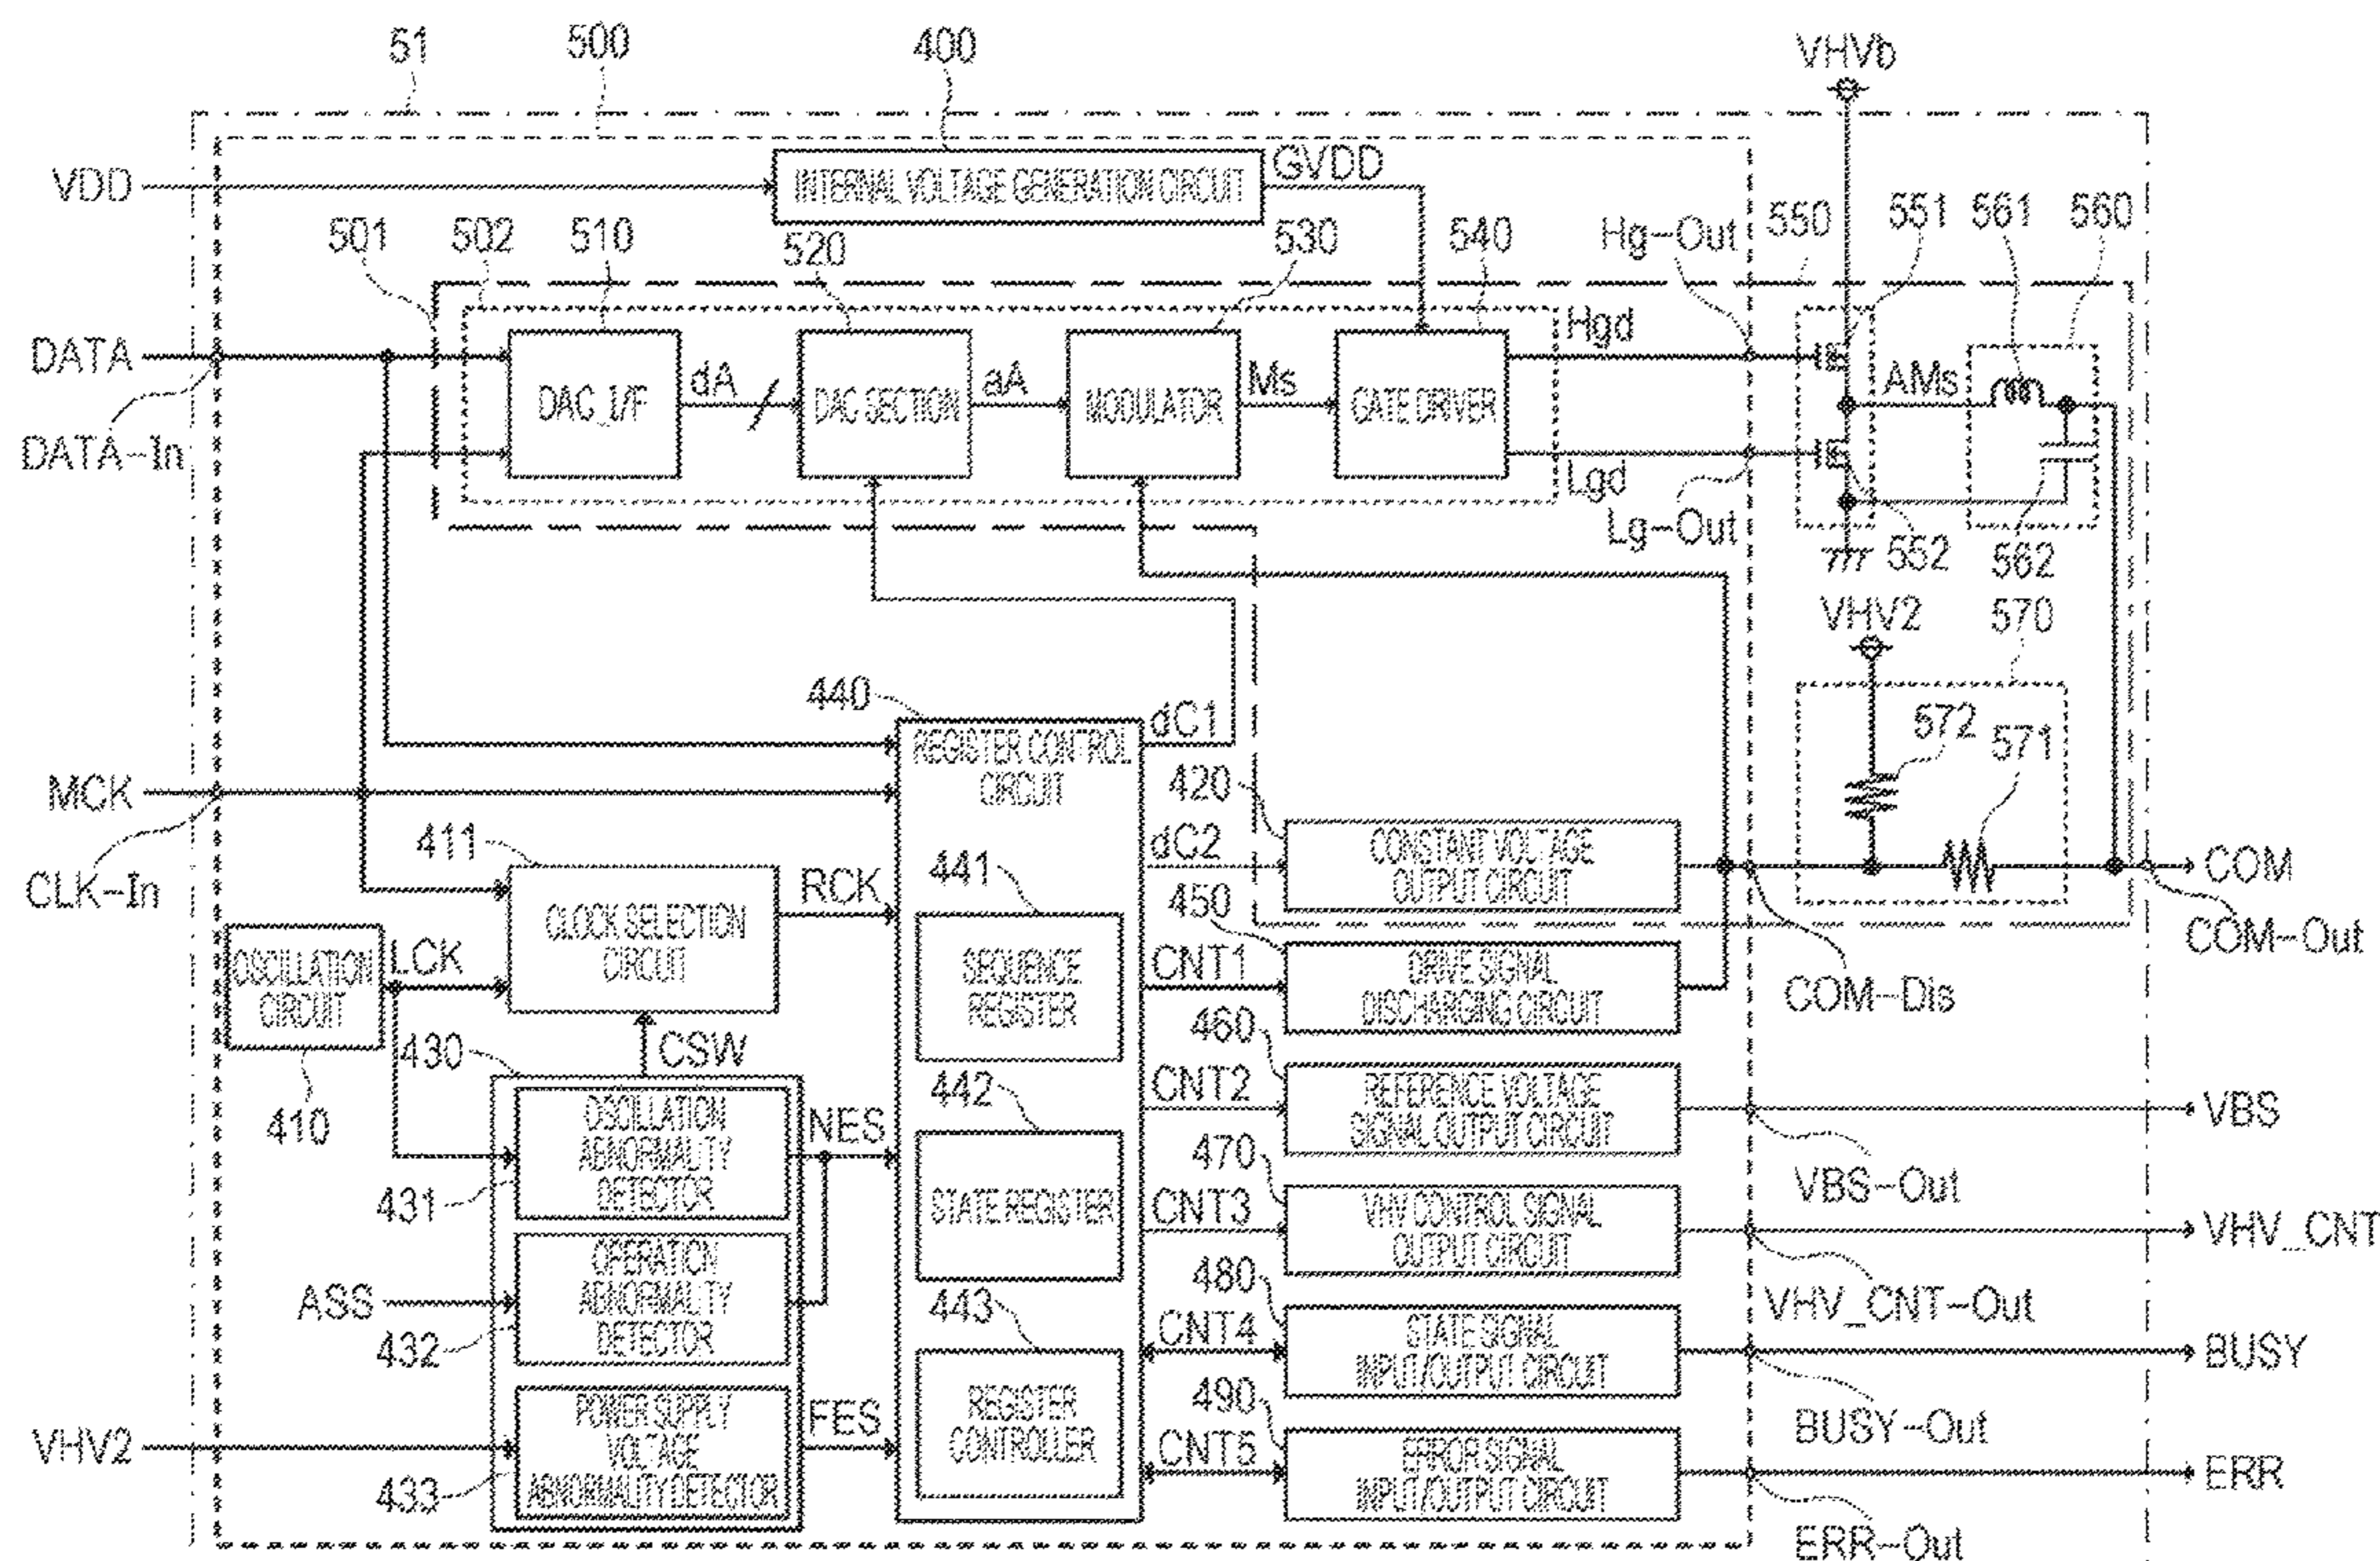 51
500
400
VHVb
VDD
INTERNAL VOLTAGE GENERATION CIRCUIT
GVDD
501
502
510
520
530
540
Hg-Out
550
551
561
560
DATA
DATA-In
DAC_I/F
dA
DAC SECTION
aA
MODULATOR
Ms
GATE DRIVER
Hgd
Lgd
Lg-Out
AMs
552
562
VHV2
570
572
571
440
REGISTER CONTROL
CIRCUIT
dC1
MCK
CLK-In
411
CLOCK SELECTION
CIRCUIT
RCK
420
dC2
CONSTANT VOLTAGE
OUTPUT CIRCUIT
COM
COM-Out
COM-Dis
OSCILLATION
CIRCUIT
LCK
410
441
SEQUENCE
REGISTER
450
CNT1
DRIVE SIGNAL
DISCHARGING CIRCUIT
430
CSW
460
CNT2
REFERENCE VOLTAGE
SIGNAL OUTPUT CIRCUIT
VBS
VBS-Out
OSCILLATION
ABNORMALITY
DETECTOR
431
NES
442
STATE REGISTER
470
CNT3
VHV CONTROL SIGNAL
OUTPUT CIRCUIT
VHV_CNT
VHV_CNT-Out
ASS
OPERATION
ABNORMALITY
DETECTOR
432
443
REGISTER
CONTROLLER
480
CNT4
STATE SIGNAL
INPUT/OUTPUT CIRCUIT
BUSY
BUSY-Out
VHV2
POWER SUPPLY
VOLTAGE
ABNORMALITY DETECTOR
433
FES
490
CNT5
ERROR SIGNAL
INPUT/OUTPUT CIRCUIT
ERR
ERR-Out